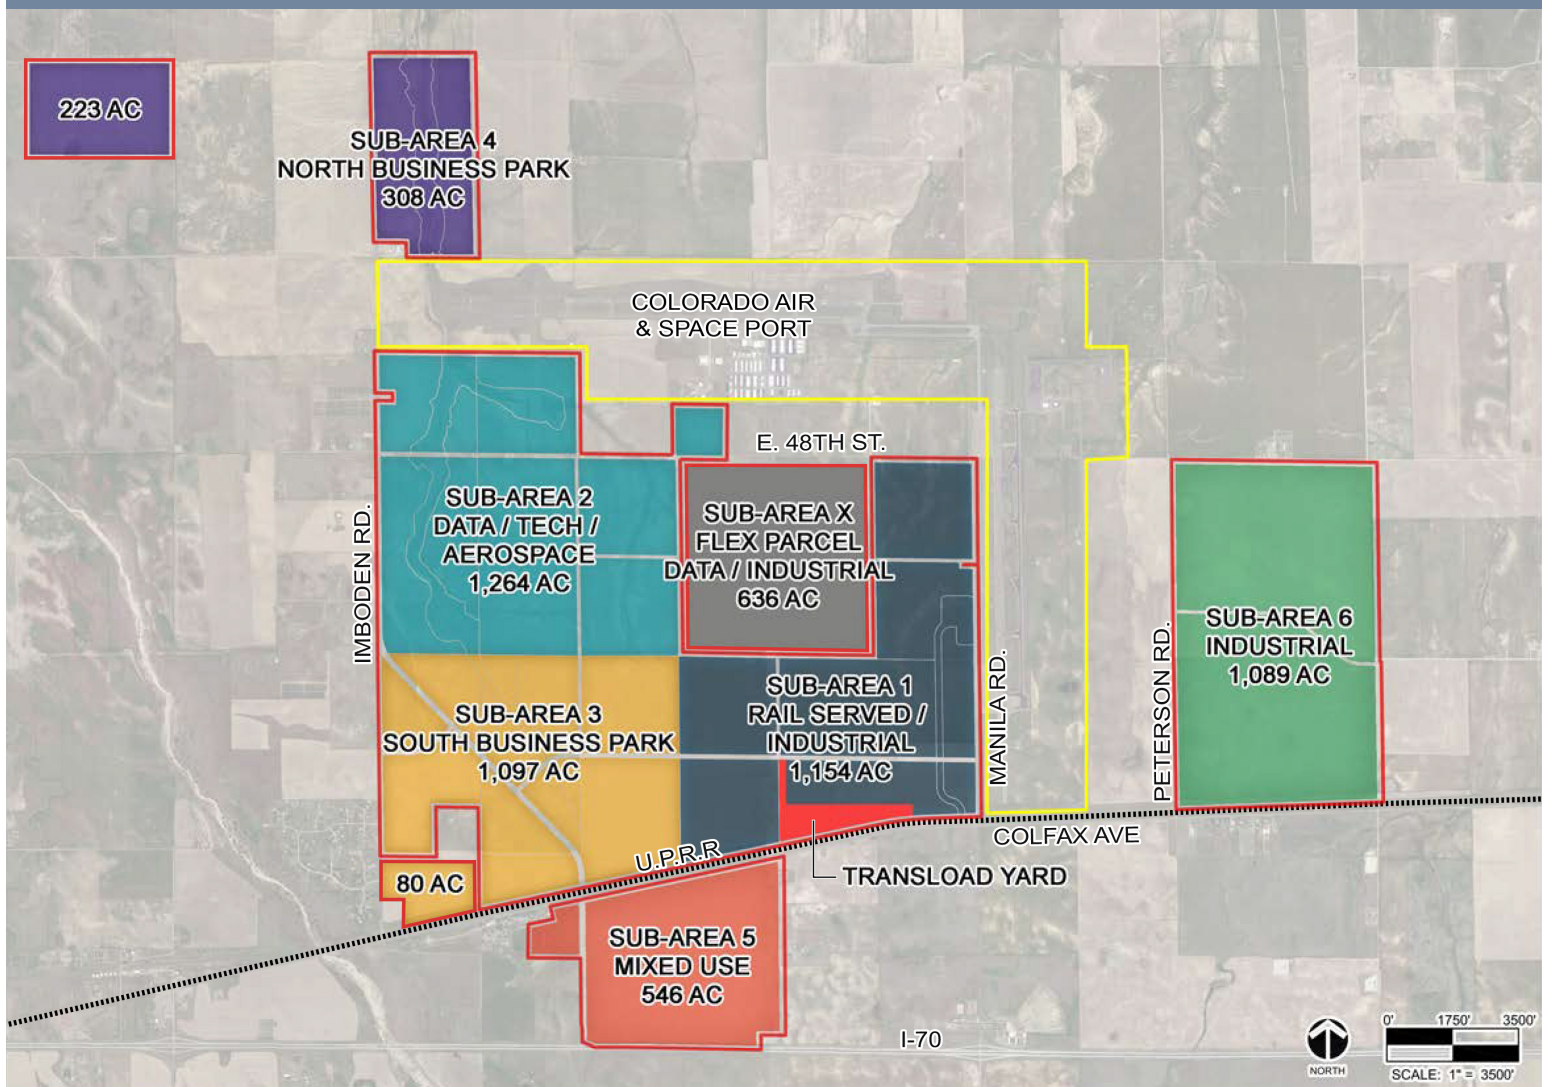 223 AC
SUB-AREA 4
NORTH BUSINESS PARK
308 AC
COLORADO AIR
& SPACE PORT
E. 48TH ST.
IMBODEN RD.
SUB-AREA 2
DATA / TECH /
AEROSPACE
1,264 AC
SUB-AREA X
FLEX PARCEL
DATA / INDUSTRIAL
636 AC
SUB-AREA 6
INDUSTRIAL
1,089 AC
PETERSON RD.
MANILA RD.
SUB-AREA 1
RAIL SERVED /
INDUSTRIAL
1,154 AC
SUB-AREA 3
SOUTH BUSINESS PARK
1,097 AC
COLFAX AVE
U.P.R.R
TRANSLOAD YARD
80 AC
SUB-AREA 5
MIXED USE
546 AC
I-70
NORTH
0' 1750' 3500'
SCALE: 1" = 3500'